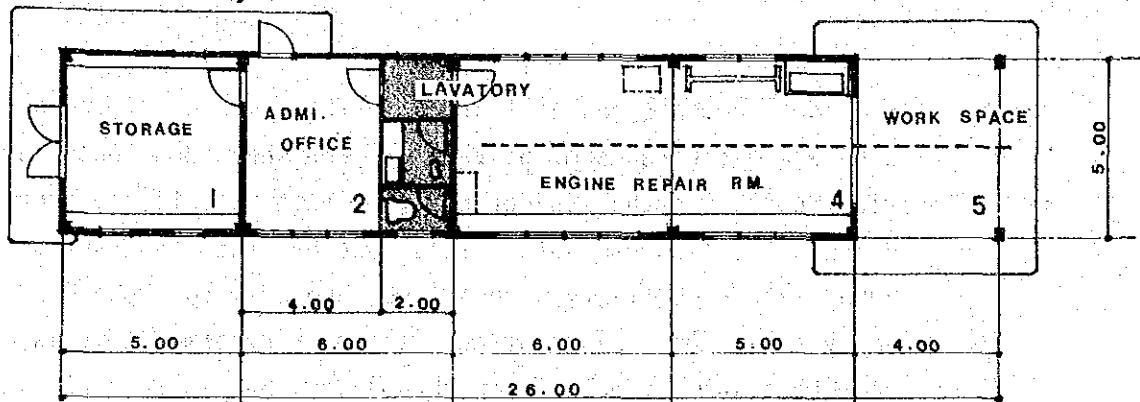 LAVATORY
STORAGE
ADMI.
OFFICE
WORK SPACE
ENGINE REPAIR RM.
1
2
3
4
5
5.00
4.00
2.00
5.00
6.00
6.00
5.00
4.00
26.00